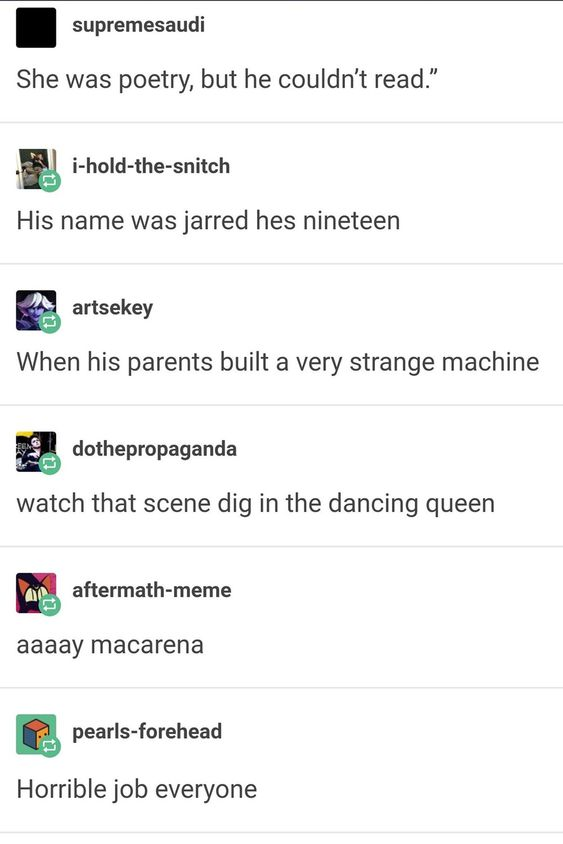 supremesaudi
She was poetry, but he couldn’t read.”
i-hold-the-snitch
His name was jarred hes nineteen
artsekey
When his parents built a very strange machine
dothepropaganda
watch that scene dig in the dancing queen
aftermath-meme
aaaay macarena
pearls-forehead
Horrible job everyone